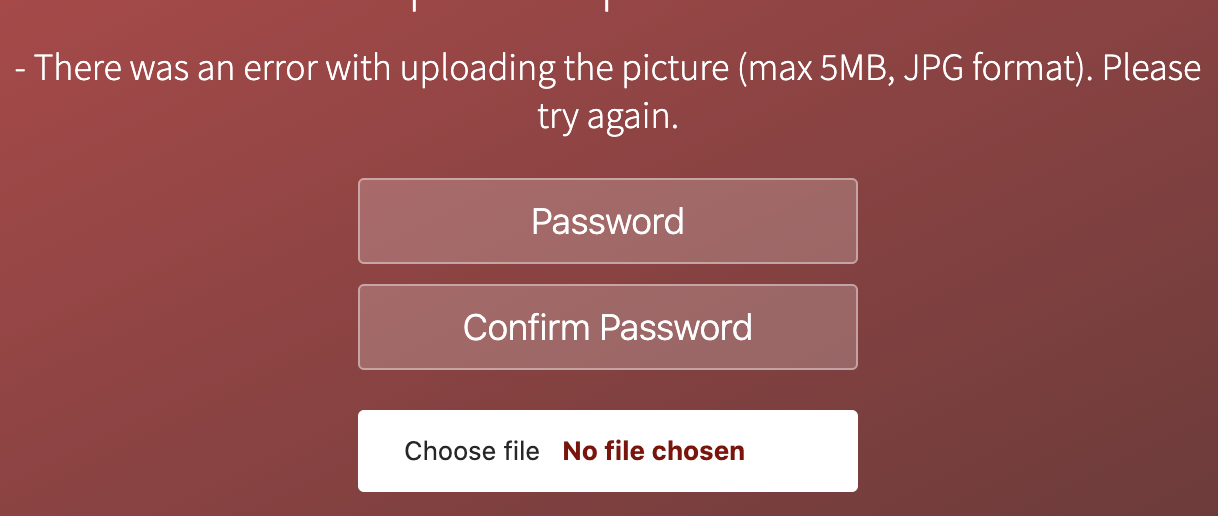 - There was an error with uploading the picture (max 5MB, JPG format). Please
try again.
Password
Confirm Password
Choose file No file chosen